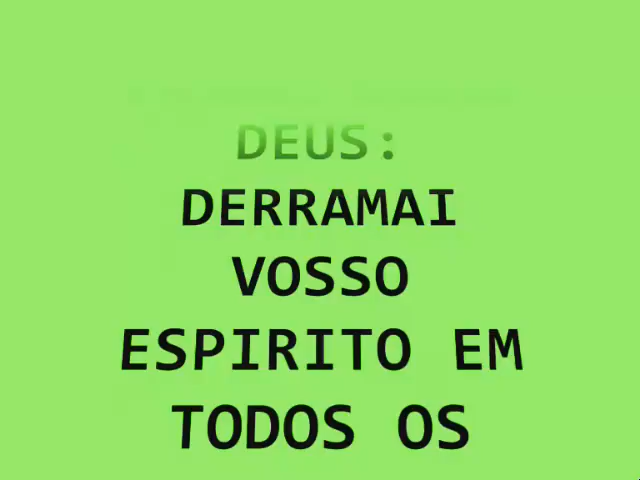 DEUS:
DERRAMAI
VOSSO
ESPIRITO EM
TODOS OS